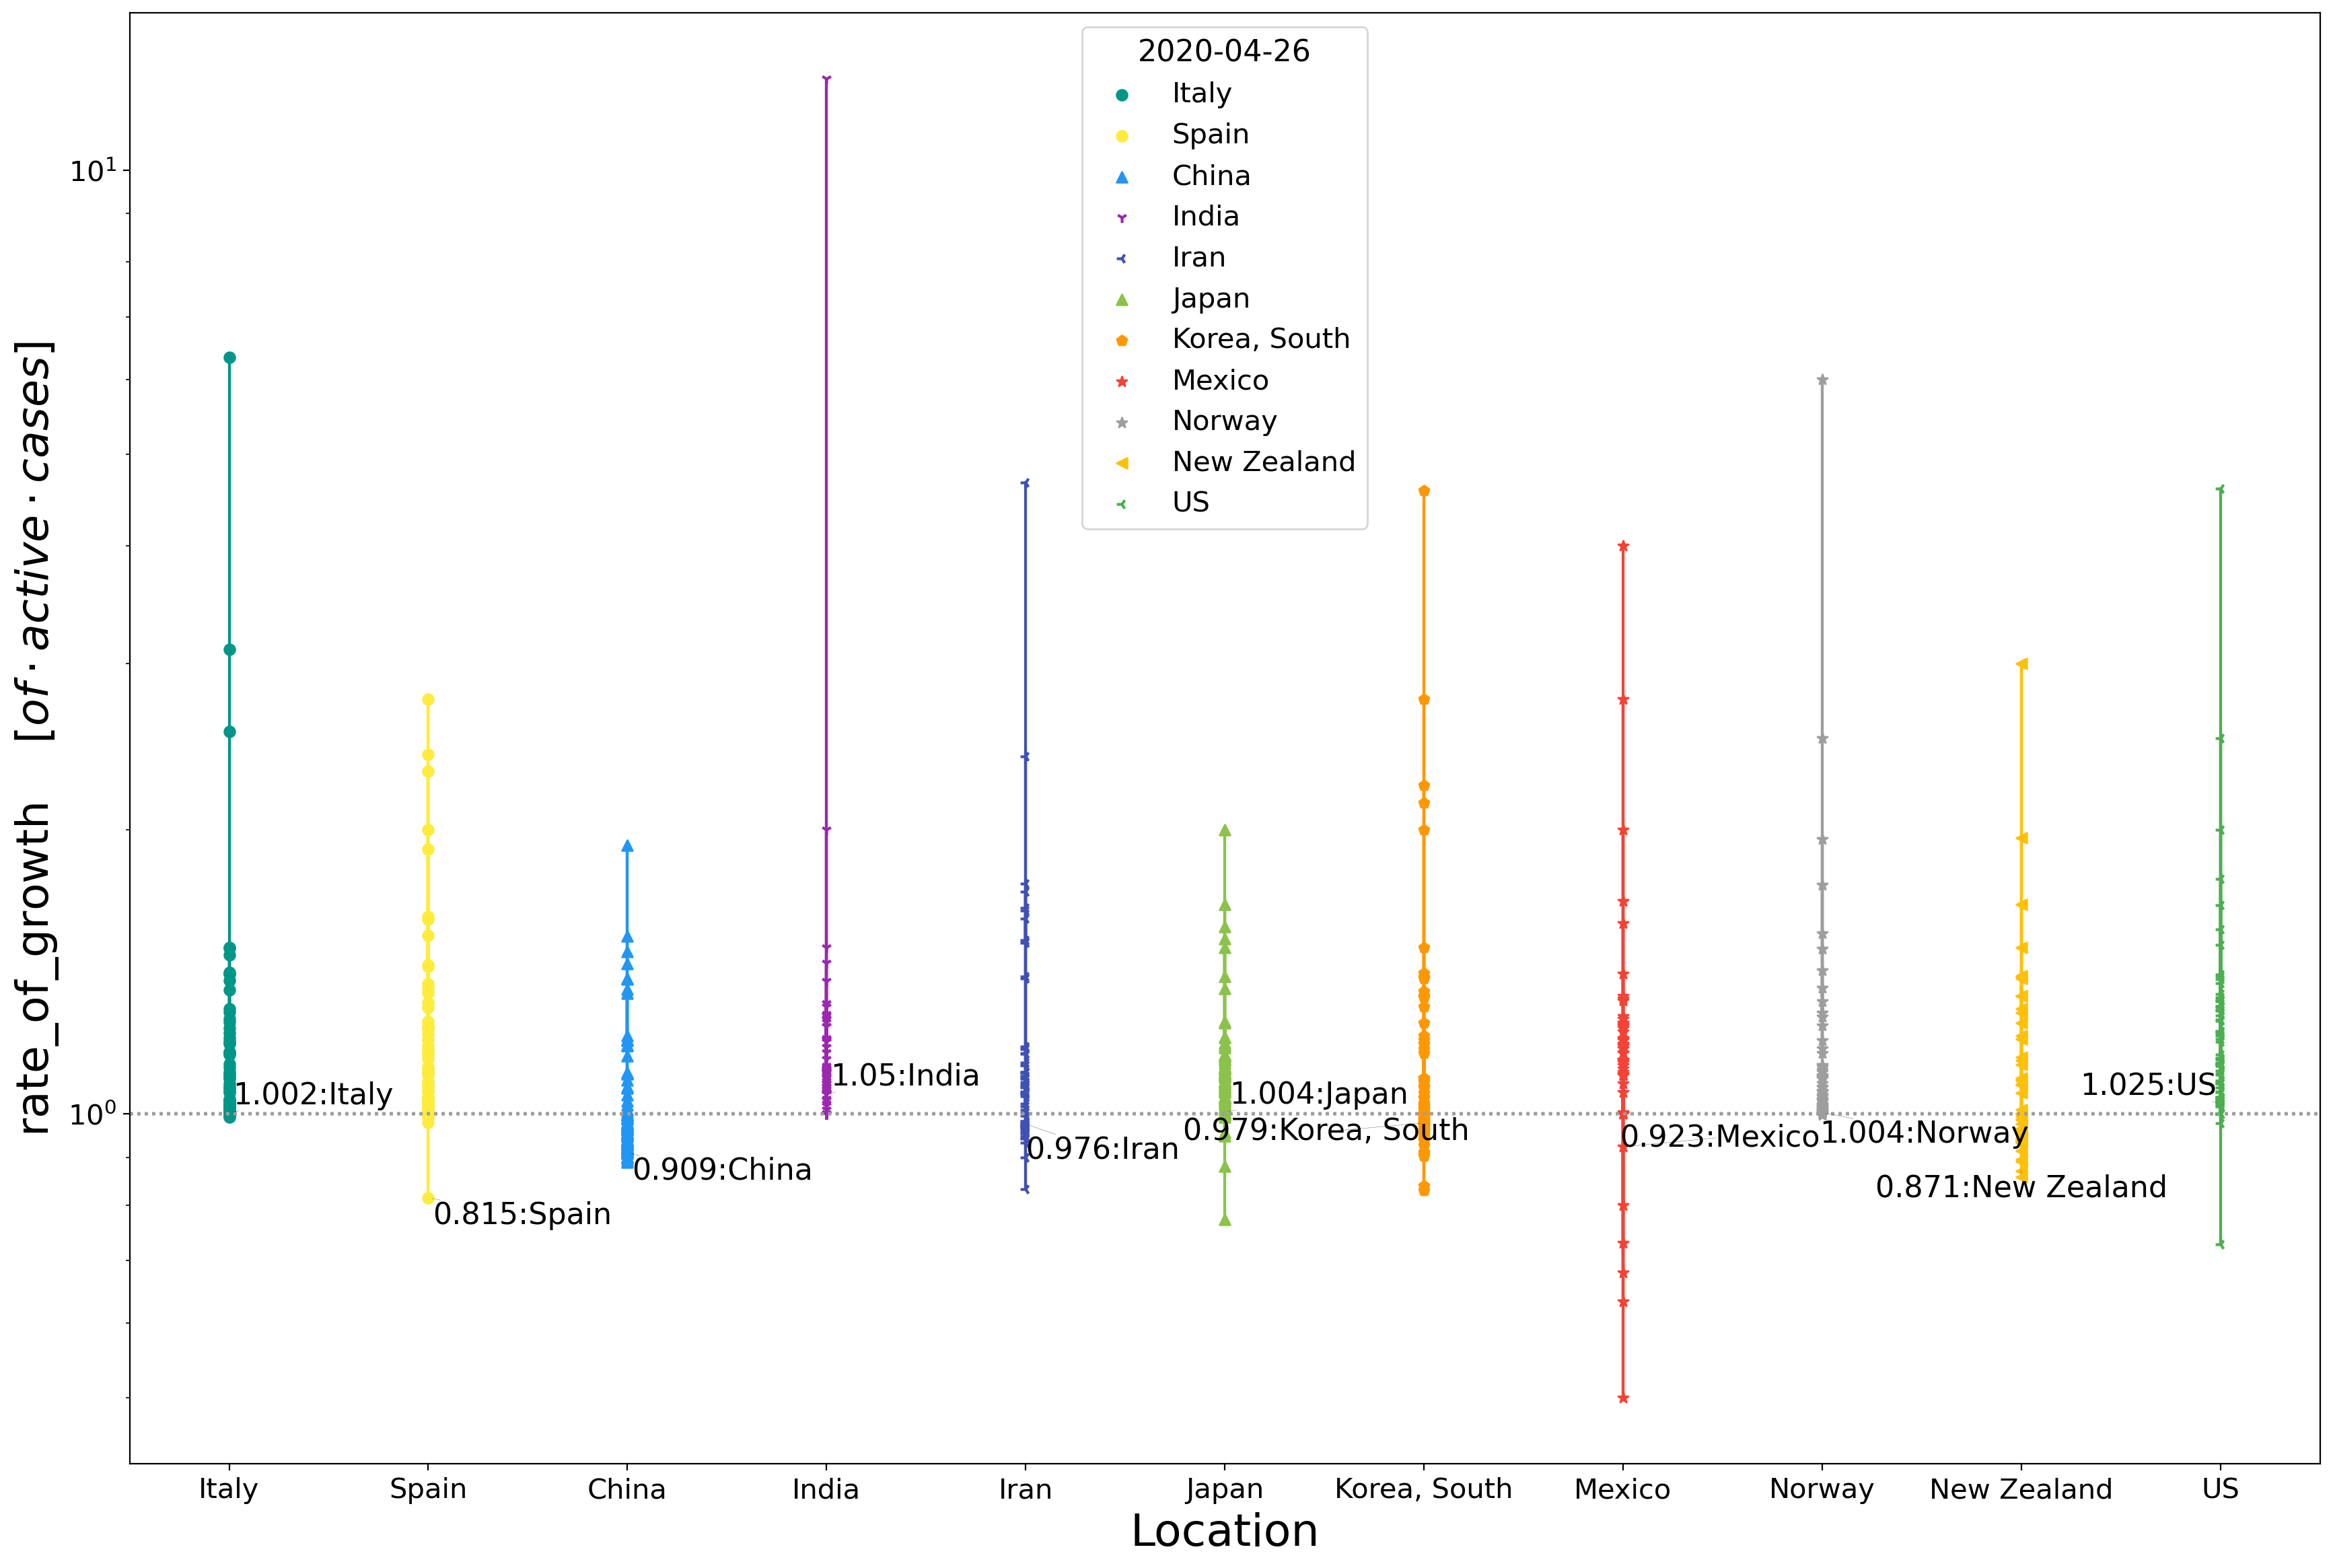 2020-04-26
Italy
Spain
China
India
Iran
Japan
Korea, South
Mexico
Norway
New Zealand
US
10¹
10⁰
rate_of_growth [of·active·cases]
1.002:Italy
0.815:Spain
0.909:China
1.05:India
0.976:Iran
1.004:Japan
0.979:Korea, South
0.923:Mexico
1.004:Norway
0.871:New Zealand
1.025:US
Italy Spain China India Iran Japan Korea, South Mexico Norway New Zealand US
Location